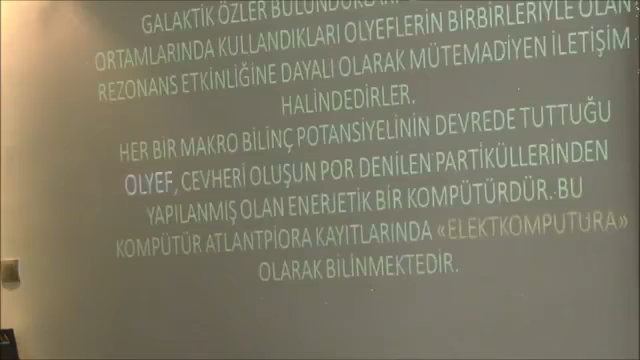 GALAKTİK ÖZLER BULUNDUKLARI
ORTAMLARINDA KULLANDIKLARI OLYEFLERİN BİRBİRLERİYLE OLAN
REZONANS ETKİNLİĞİNE DAYALI OLARAK MÜTEMADİYEN İLETİŞİM
HALİNDEDİRLER.
HER BİR MAKRO BİLİNÇ POTANSİYELİNİN DEVREDE TUTTUĞU
OLYEF, CEVHERİ OLUŞUN POR DENİLEN PARTİKÜLLERİNDEN
YAPILANMIŞ OLAN ENERJETİK BİR KOMPÜTÜRDÜR. BU
KOMPÜTÜR ATLANTPİORA KAYITLARINDA «ELEKTKOMPUTURA»
OLARAK BİLİNMEKTEDİR.